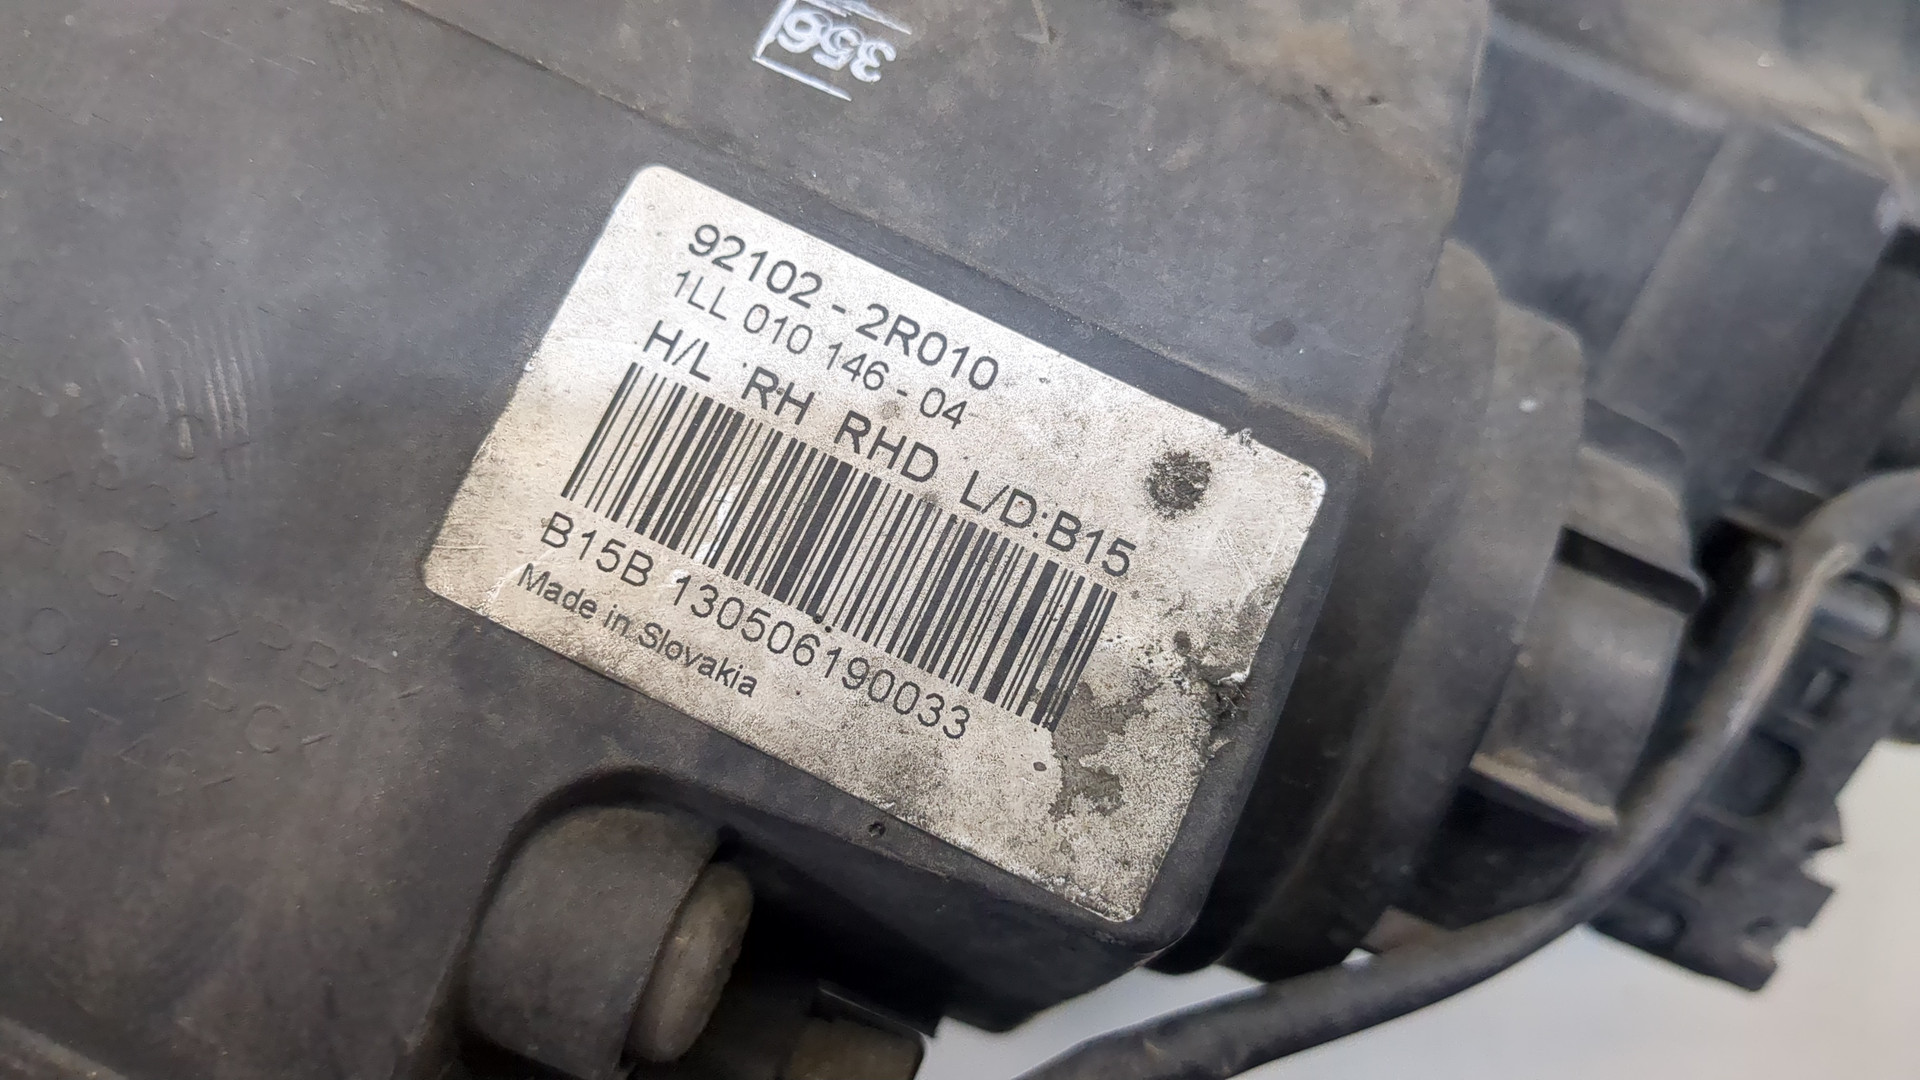 356
92102 - 2R010
1LL 010 146 - 04
H/L RH RHD L/D:B15
B15B 130506190033
Made in Slovakia